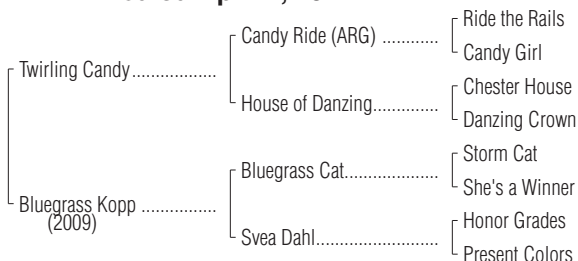 Ride the Rails
Candy Ride (ARG) ............
Candy Girl
Twirling Candy.................
Chester House
House of Danzing..............
Danzing Crown
Storm Cat
Bluegrass Cat....................
She's a Winner
Bluegrass Kopp ...............
(2009)
Honor Grades
Svea Dahl..........................
Present Colors